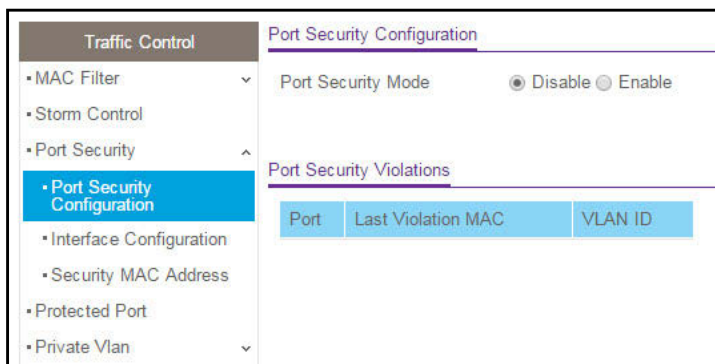 Traffic Control
MAC Filter
Storm Control
Port Security
Port Security
Configuration
Interface Configuration
Security MAC Address
Protected Port
Private Vlan
Port Security Configuration
Port Security Mode Disable Enable
Port Security Violations
Port Last Violation MAC VLAN ID